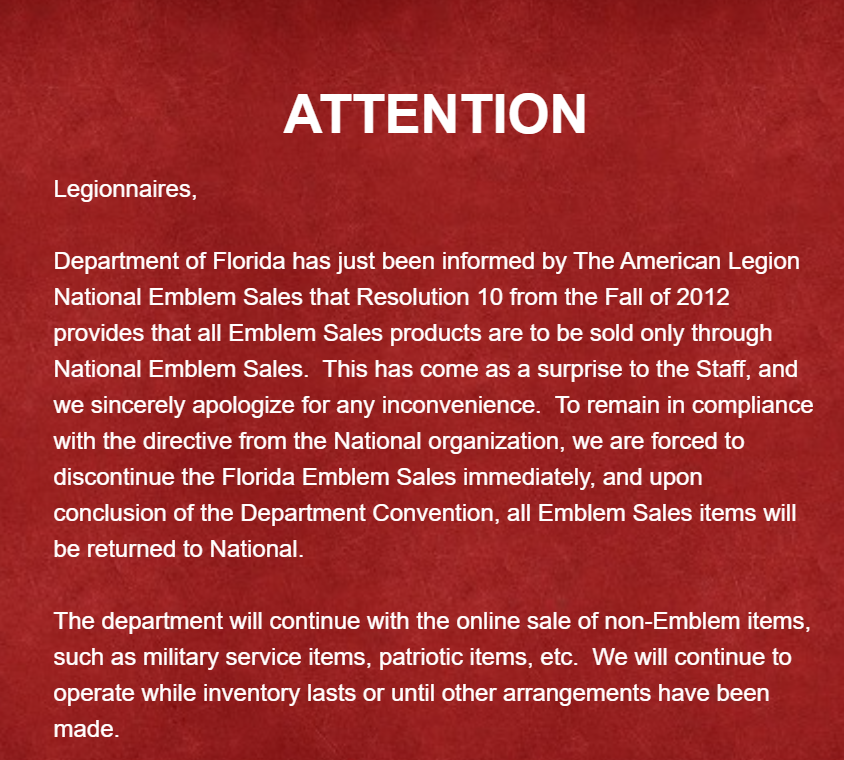 ATTENTION
Legionnaires,
Department of Florida has just been informed by The American Legion
National Emblem Sales that Resolution 10 from the Fall of 2012
provides that all Emblem Sales products are to be sold only through
National Emblem Sales.  This has come as a surprise to the Staff, and
we sincerely apologize for any inconvenience.  To remain in compliance
with the directive from the National organization, we are forced to
discontinue the Florida Emblem Sales immediately, and upon
conclusion of the Department Convention, all Emblem Sales items will
be returned to National.
The department will continue with the online sale of non-Emblem items,
such as military service items, patriotic items, etc.  We will continue to
operate while inventory lasts or until other arrangements have been
made.